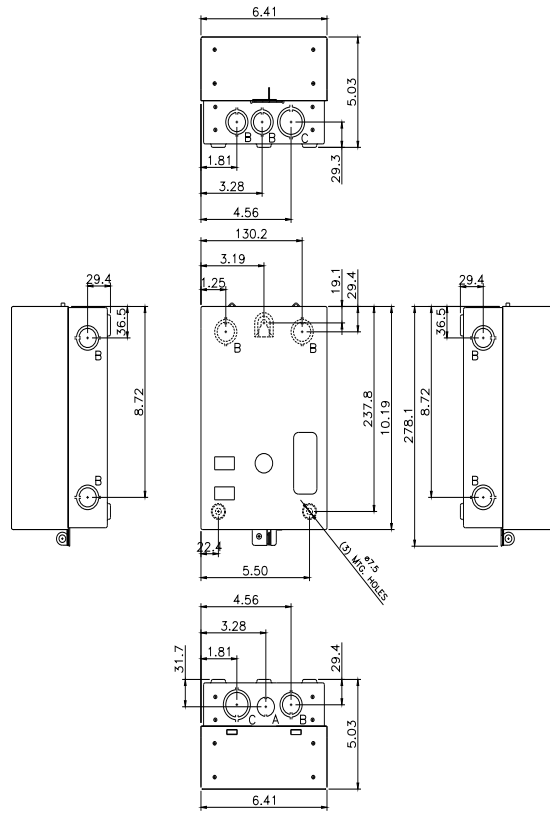 6.41
5.03
B
B
C
29.3
1.81
3.28
4.56
130.2
3.19
1.25
19.1
29.4
29.4
36.5
B
8.72
B
B
B
237.8
10.19
22.4
5.50
ø7.5
(3) MTG. HOLES
29.4
36.5
B
278.1
8.72
B
4.56
3.28
1.81
31.7
29.4
C
A
B
5.03
6.41